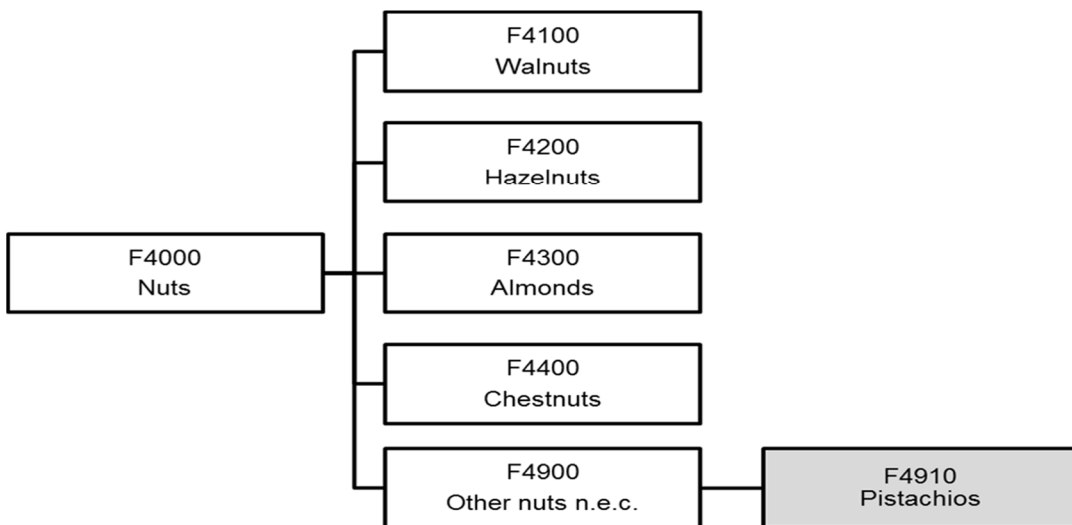 F4100
Walnuts
F4200
Hazelnuts
F4000
Nuts
F4300
Almonds
F4400
Chestnuts
F4900
Other nuts n.e.c.
F4910
Pistachios